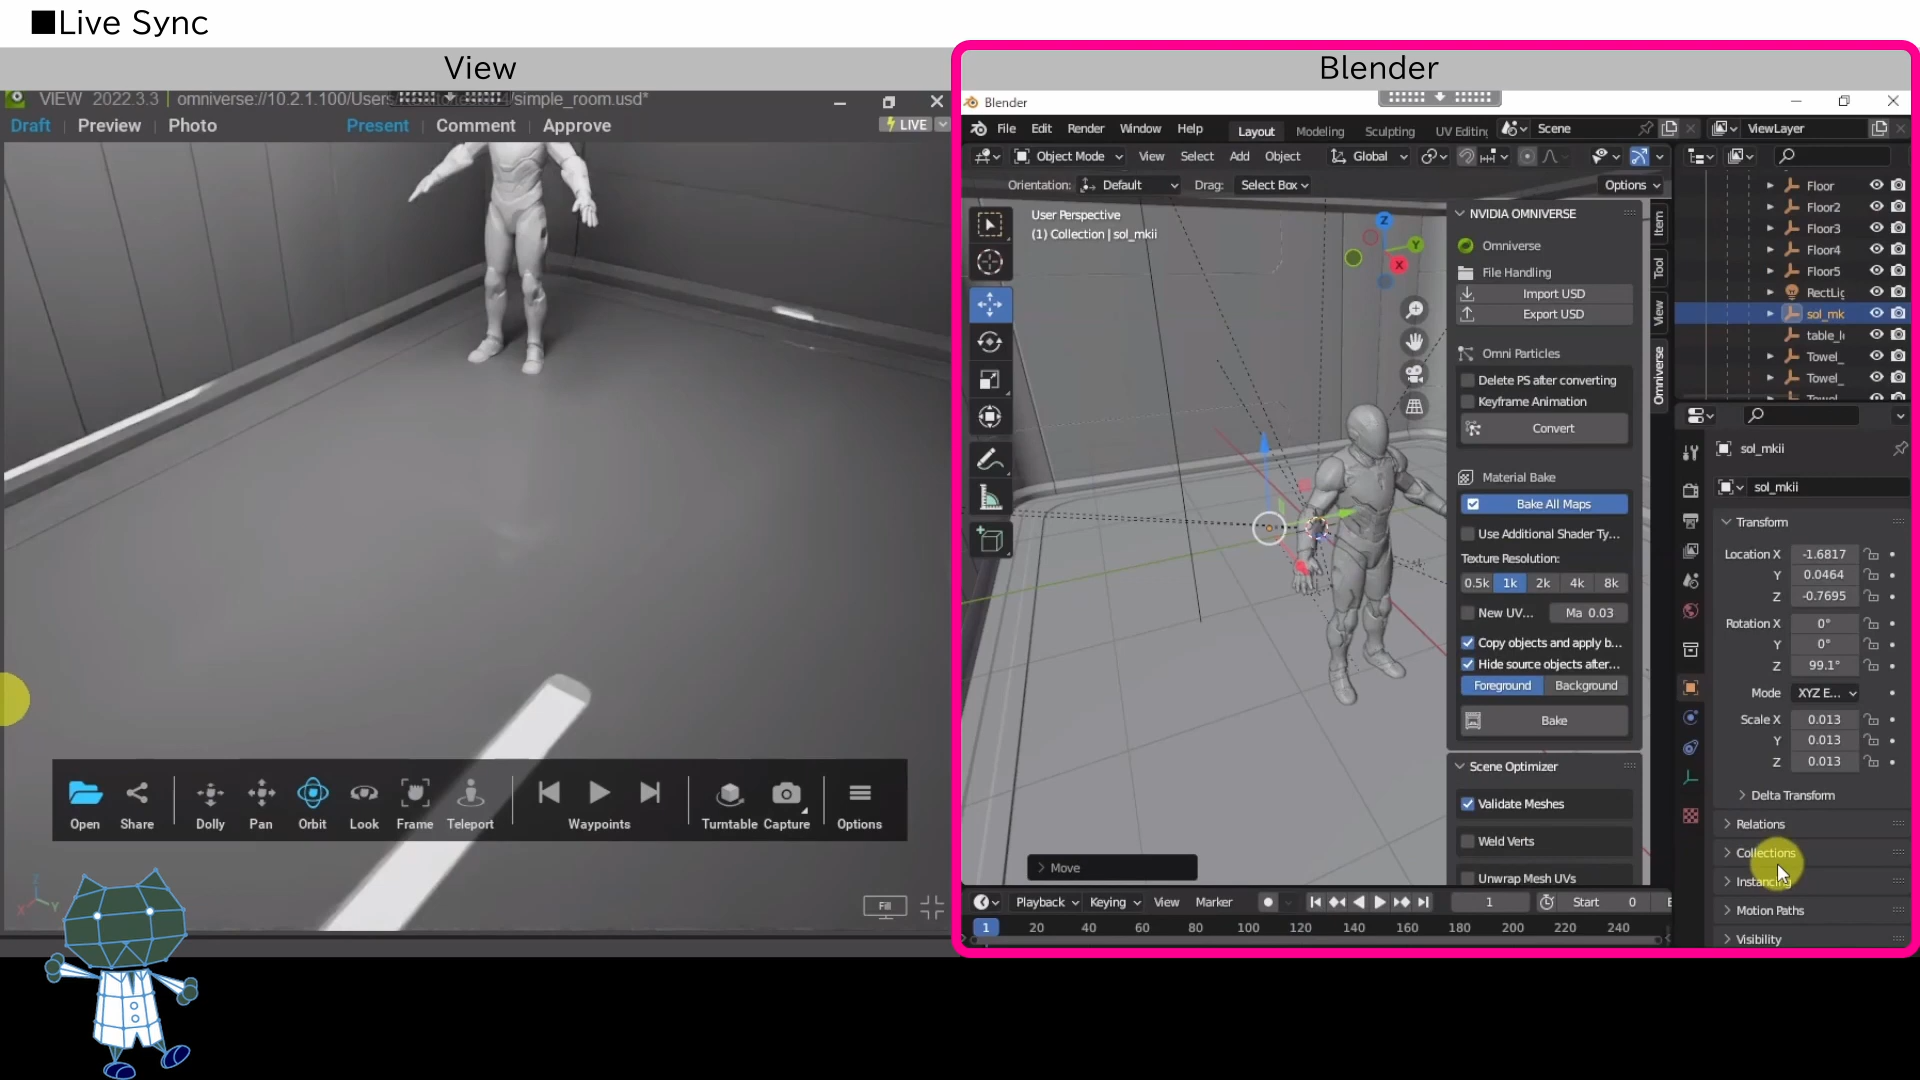 ■Live Sync
View
VIEW 2022.3.3 omniverse://10.2.1.100/User /simple_room.usd*
Draft | Preview | Photo Present | Comment | Approve LIVE
Open Share Dolly Pan Orbit Look Frame Teleport Waypoints Turntable Capture Options
Fill
Z
X
Y
Blender
Blender
File Edit Render Window Help Layout Modeling Sculpting UV Editing Scene ViewLayer
Object Mode View Select Add Object Global
Orientation: Default Drag: Select Box Options
User Perspective
(1) Collection | sol_mkii
Z
Y
X
NVIDIA OMNIVERSE
Omniverse
File Handling
Import USD
Export USD
Omni Particles
Delete PS after converting
Keyframe Animation
Convert
Material Bake
Bake All Maps
Use Additional Shader Ty...
Texture Resolution:
0.5k 1k 2k 4k 8k
New UV... Ma 0.03
Copy objects and apply b...
Hide source objects after...
Foreground Background
Bake
Scene Optimizer
Validate Meshes
Weld Verts
Unwrap Mesh UVs
Item
Tool
View
Omniverse
Move
Floor
Floor2
Floor3
Floor4
Floor5
RectLig
sol_mk
table_l
Towel_
Towel_
Towel
sol_mkii
sol_mkii
Transform
Location X -1.6817
Y 0.0464
Z -0.7695
Rotation X 0°
Y 0°
Z 99.1°
Mode XYZ E...
Scale X 0.013
Y 0.013
Z 0.013
Delta Transform
Relations
Collections
Instancing
Motion Paths
Visibility
Playback Keying View Marker 1 Start 0
1 20 40 60 80 100 120 140 160 180 200 220 240